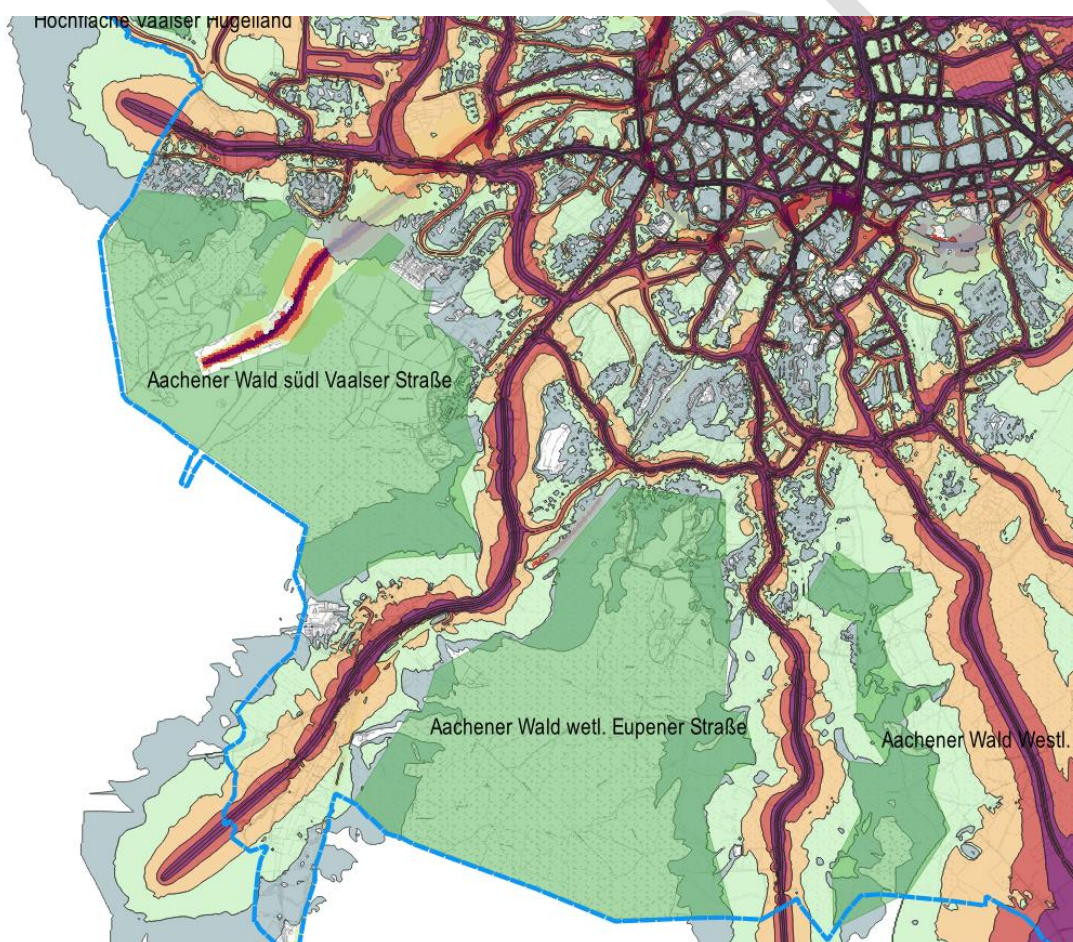 Hochfläche Vaalser Hügelland
Aachener Wald südl Vaalser Straße
Aachener Wald wetl. Eupener Straße
Aachener Wald Westl.